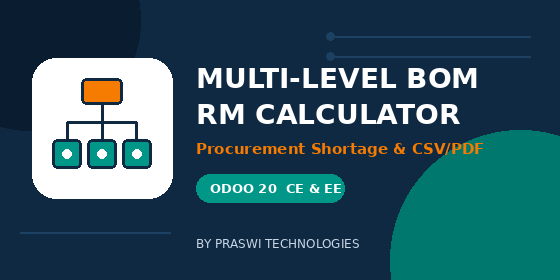 MULTI-LEVEL BOM
RM CALCULATOR
Procurement Shortage & CSV/PDF
ODOO 20 CE & EE
BY PRASWI TECHNOLOGIES